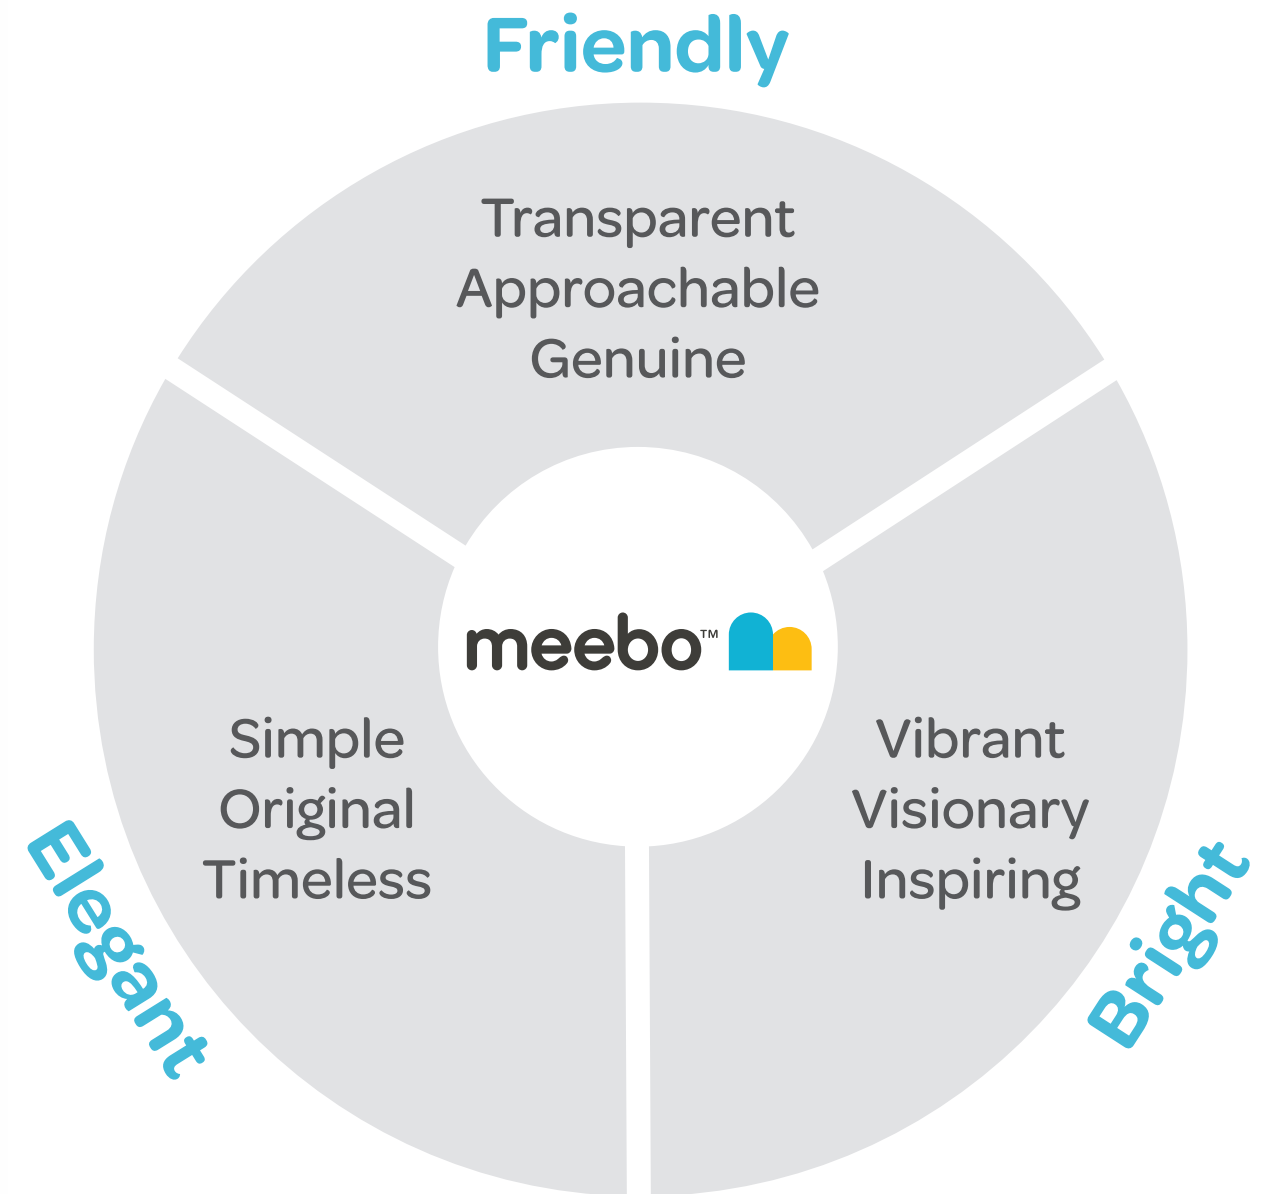 Friendly
Transparent
Approachable
Genuine
meebo™
Simple
Original
Timeless
Elegant
Vibrant
Visionary
Inspiring
Bright